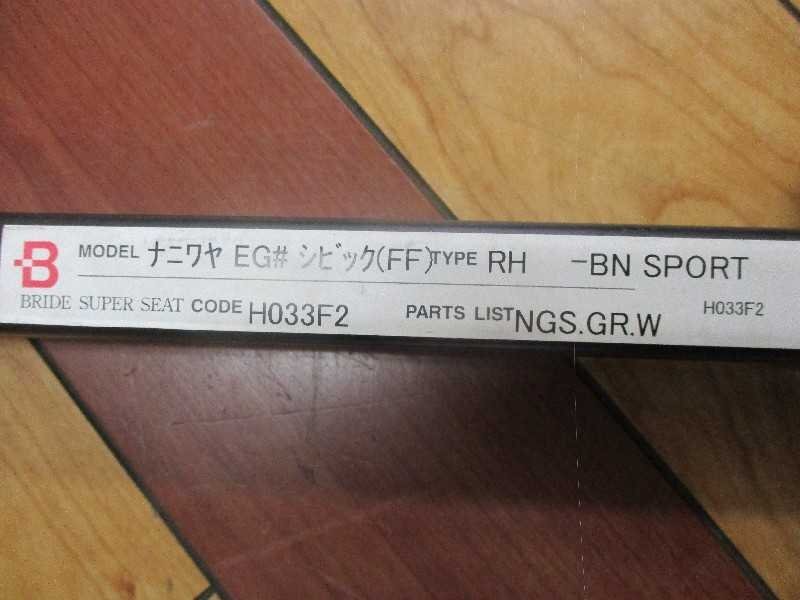 B MODEL ナニワヤ EG# シビック(FF) TYPE RH -BN SPORT
BRIDE SUPER SEAT CODE H033F2 PARTS LIST NGS.GR.W H033F2